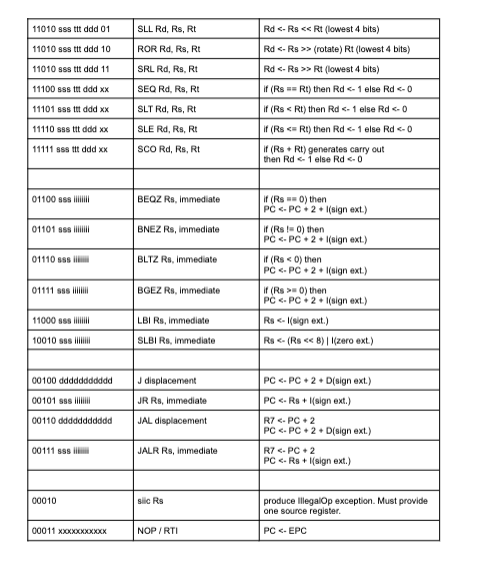 11010 sss ttt ddd 01 SLL Rd, Rs, Rt Rd <- Rs << Rt (lowest 4 bits)
11010 sss ttt ddd 10 ROR Rd, Rs, Rt Rd <- Rs >> (rotate) Rt (lowest 4 bits)
11010 sss ttt ddd 11 SRL Rd, Rs, Rt Rd <- Rs >> Rt (lowest 4 bits)
11100 sss ttt ddd xx SEQ Rd, Rs, Rt if (Rs == Rt) then Rd <- 1 else Rd <- 0
11101 sss ttt ddd xx SLT Rd, Rs, Rt if (Rs < Rt) then Rd <- 1 else Rd <- 0
11110 sss ttt ddd xx SLE Rd, Rs, Rt if (Rs <= Rt) then Rd <- 1 else Rd <- 0
11111 sss ttt ddd xx SCO Rd, Rs, Rt if (Rs + Rt) generates carry out
then Rd <- 1 else Rd <- 0
01100 sss iiiiiiii BEQZ Rs, immediate if (Rs == 0) then
PC <- PC + 2 + I(sign ext.)
01101 sss iiiiiiii BNEZ Rs, immediate if (Rs != 0) then
PC <- PC + 2 + I(sign ext.)
01110 sss iiiiiiii BLTZ Rs, immediate if (Rs < 0) then
PC <- PC + 2 + I(sign ext.)
01111 sss iiiiiiii BGEZ Rs, immediate if (Rs >= 0) then
PC <- PC + 2 + I(sign ext.)
11000 sss iiiiiiii LBI Rs, immediate Rs <- I(sign ext.)
10010 sss iiiiiiii SLBI Rs, immediate Rs <- (Rs << 8) | I(zero ext.)
00100 ddddddddddd J displacement PC <- PC + 2 + D(sign ext.)
00101 sss iiiiiiii JR Rs, immediate PC <- Rs + I(sign ext.)
00110 ddddddddddd JAL displacement R7 <- PC + 2
PC <- PC + 2 + D(sign ext.)
00111 sss iiiiiiii JALR Rs, immediate R7 <- PC + 2
PC <- Rs + I(sign ext.)
00010 siic Rs produce IllegalOp exception. Must provide
one source register.
00011 xxxxxxxxxxx NOP / RTI PC <- EPC